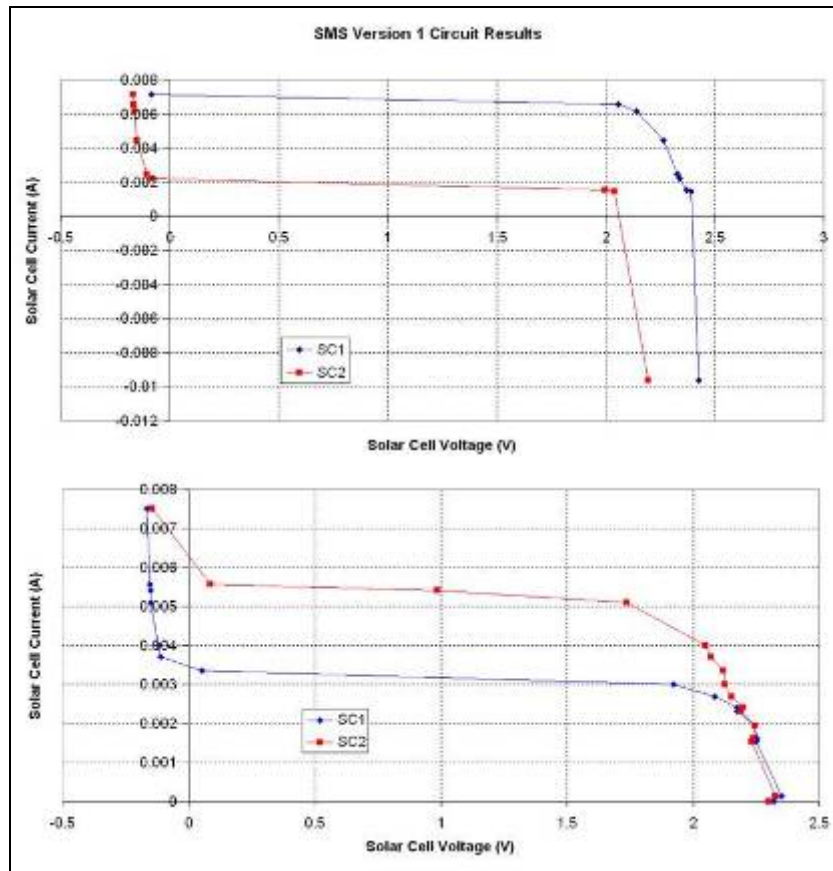 SMS Version 1 Circuit Results
0.008
0.006
0.004
0.002
0
-0.5 0 0.5 1 1.5 2 2.5 3
-0.002
-0.004
-0.006
-0.008
-0.01
-0.012
Solar Cell Current (A)
SC1
SC2
Solar Cell Voltage (V)
0.008
0.007
0.006
0.005
0.004
0.003
0.002
0.001
0
-0.5 0 0.5 1 1.5 2 2.5
Solar Cell Current (A)
SC1
SC2
Solar Cell Voltage (V)